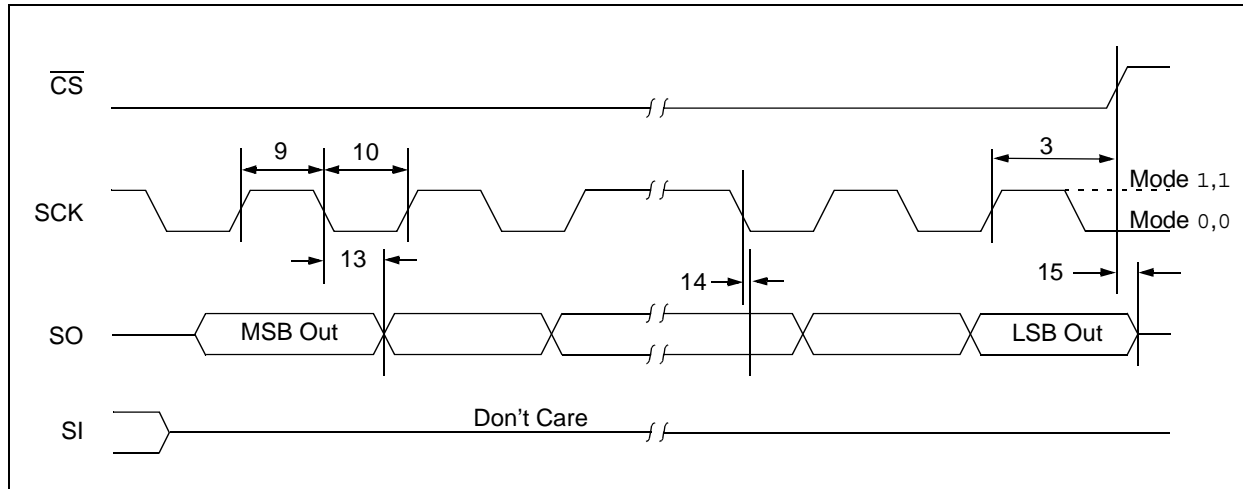 CS
9
10
3
Mode 1,1
SCK
Mode 0,0
13
14
15
SO
MSB Out
LSB Out
SI
Don't Care